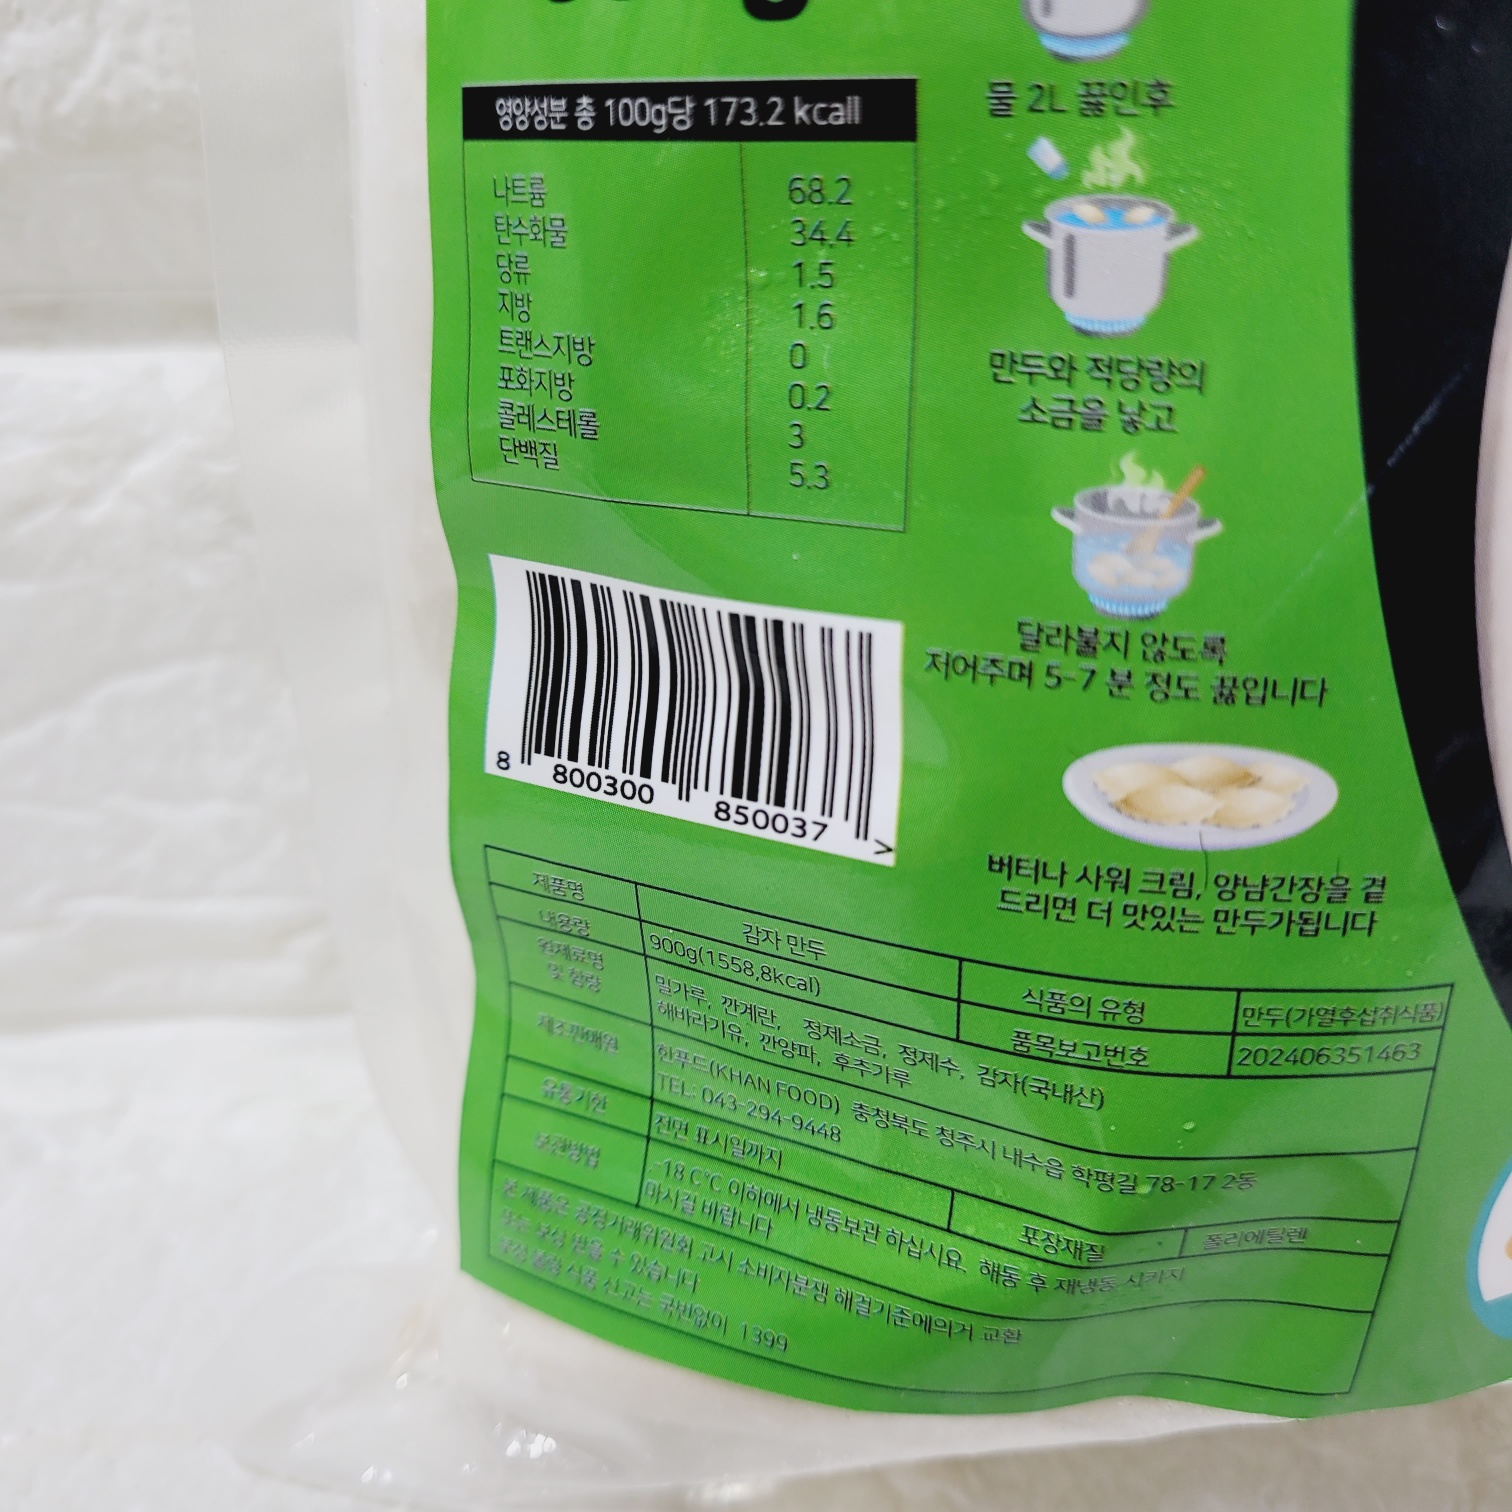 영양성분 총 100g당 173.2 kcall
나트륨 68.2
탄수화물 34.4
당류 1.5
지방 1.6
트랜스지방 0
포화지방 0.2
콜레스테롤 3
단백질 5.3
물 2L 끓인후
만두와 적당량의
소금을 낳고
달라붙지 않도록
저어주며 5-7 분 정도 끓입니다
버터나 사워 크림, 양념간장을 곁
드리면 더 맛있는 만두가됩니다
8 800300 850037 >
제품명 감자 만두
식품의 유형 만두(가열후섭취식품)
내용량 900g(1558,8kcal)
품목보고번호 202406351463
원재료명
및 함량
밀가루, 깐계란, 정제소금, 정제수, 감자(국내산)
해바라기유, 깐양파, 후추가루
제조판매원
한푸드(KHAN FOOD) 충청북도 청주시 내수읍 학평길 78-17 2동
TEL: 043-294-9448
유통기한 전면 표시일까지
포장재질 폴리에틸렌
보관방법
-18 C°C 이하에서 냉동보관 하십시요. 해동 후 재냉동 시키지
마시길 바랍니다
본 제품은 공정거래위원회 고시 소비자분쟁 해결기준에의거 교환
또는 보상 받을 수 있습니다
부정 불량 식품 신고는 국번없이 1399